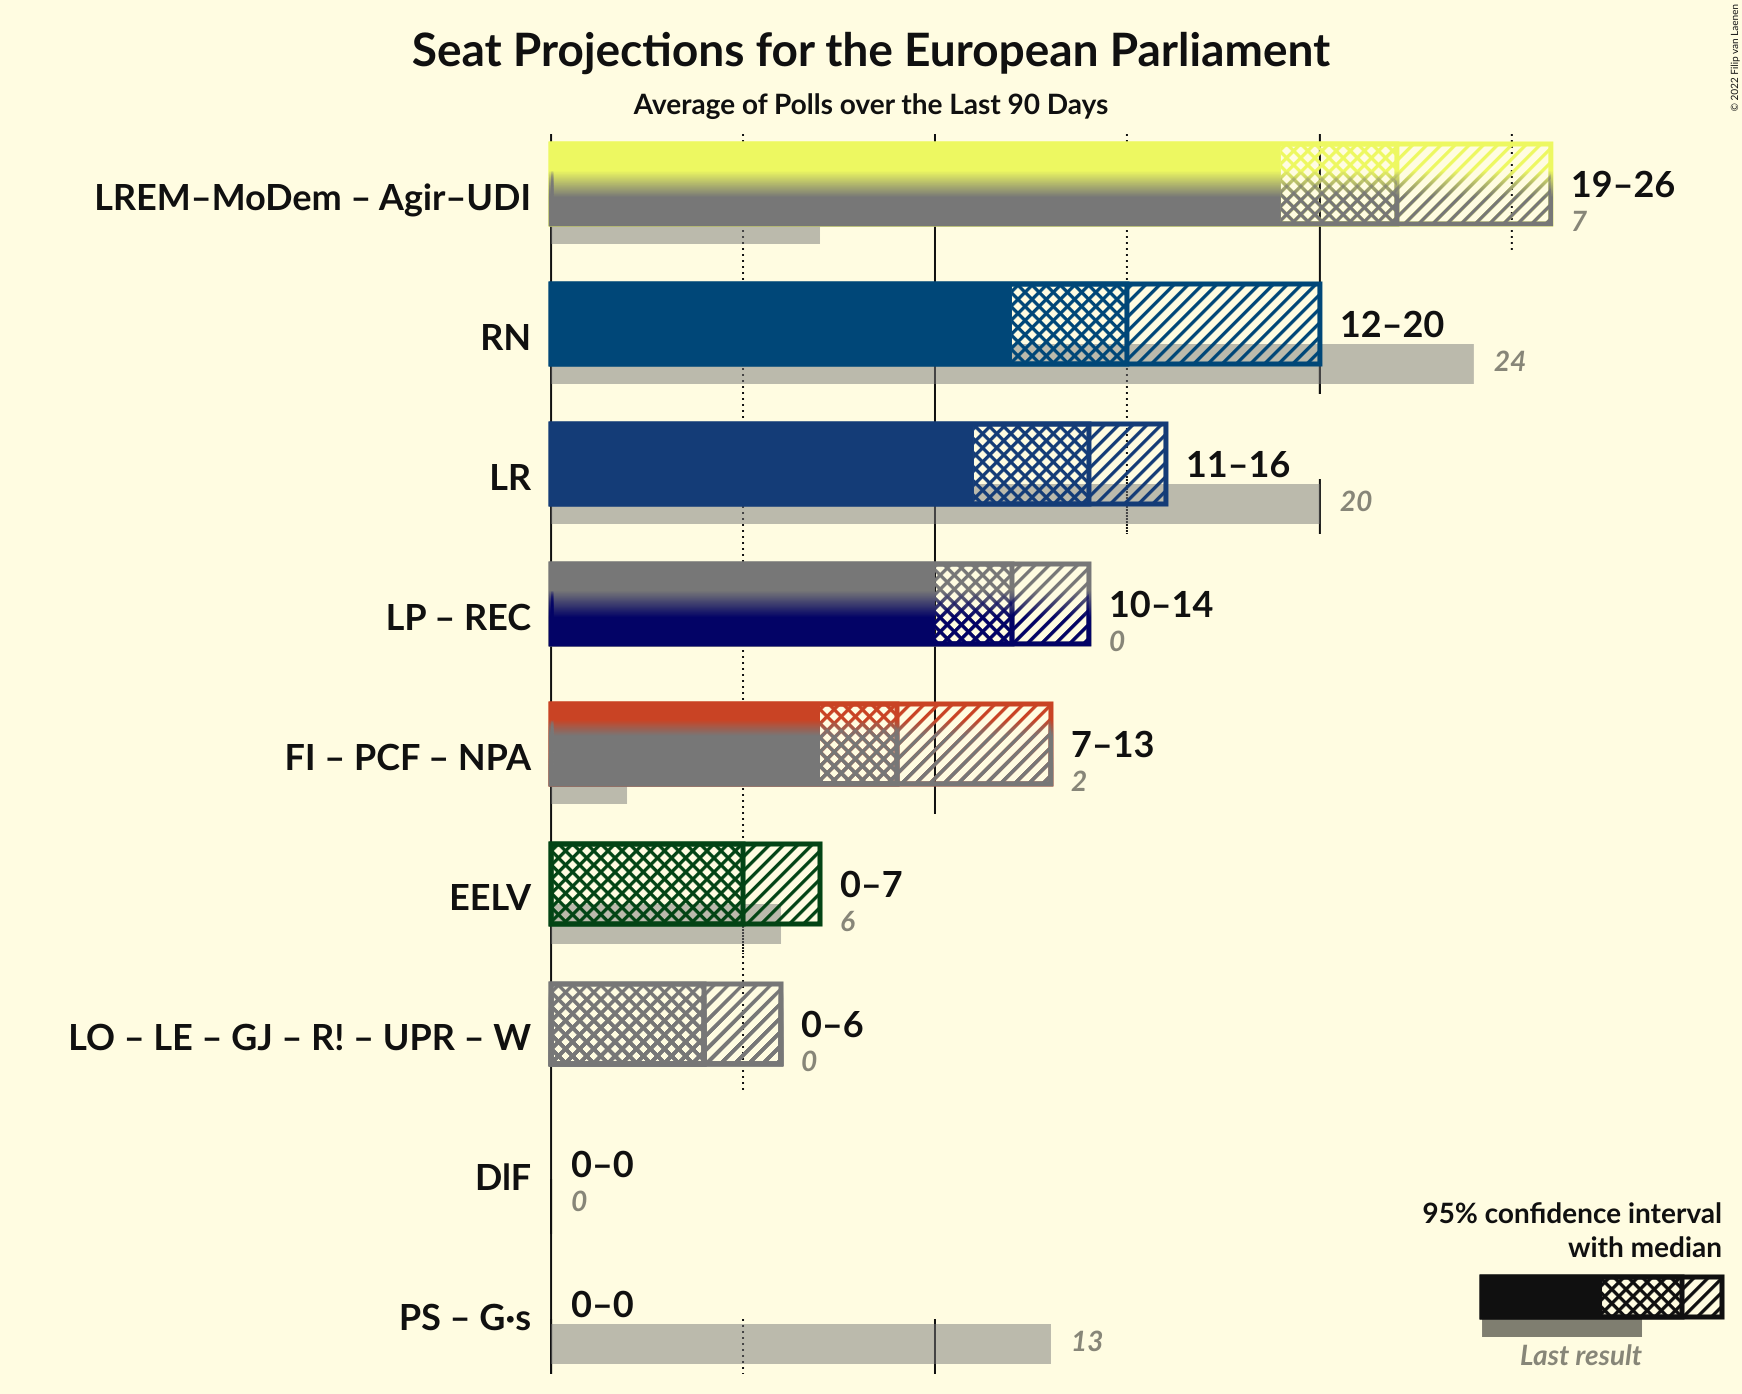 Seat Projections for the European Parliament
Average of Polls over the Last 90 Days
© 2022 Filip van Laenen
LREM–MoDem – Agir–UDI
19–26
7
RN
12–20
24
LR
11–16
20
LP – REC
10–14
0
FI – PCF – NPA
7–13
2
EELV
0–7
6
LO – LE – GJ – R! – UPR – W
0–6
0
DlF
0–0
0
PS – G·s
0–0
13
95% confidence interval
with median
Last result